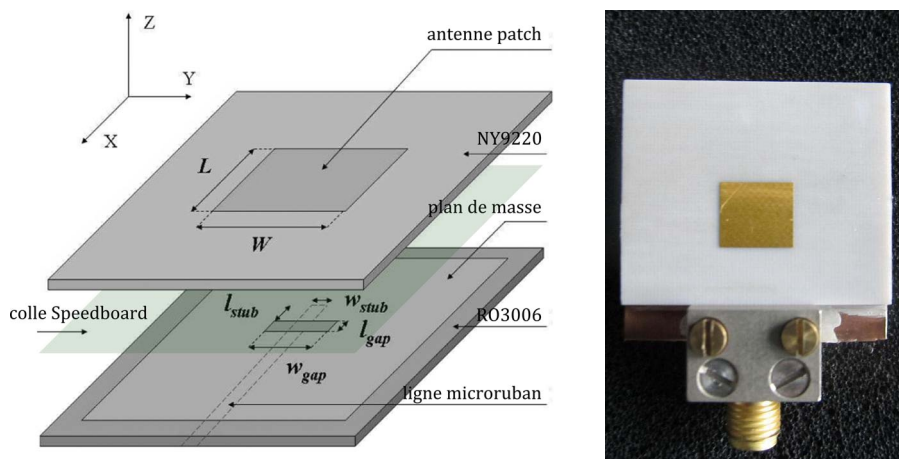 antenne patch
Z
Y
X
NY9220
L
W
plan de masse
colle Speedboard
l_stub
w_stub
RO3006
l_gap
w_gap
ligne microruban